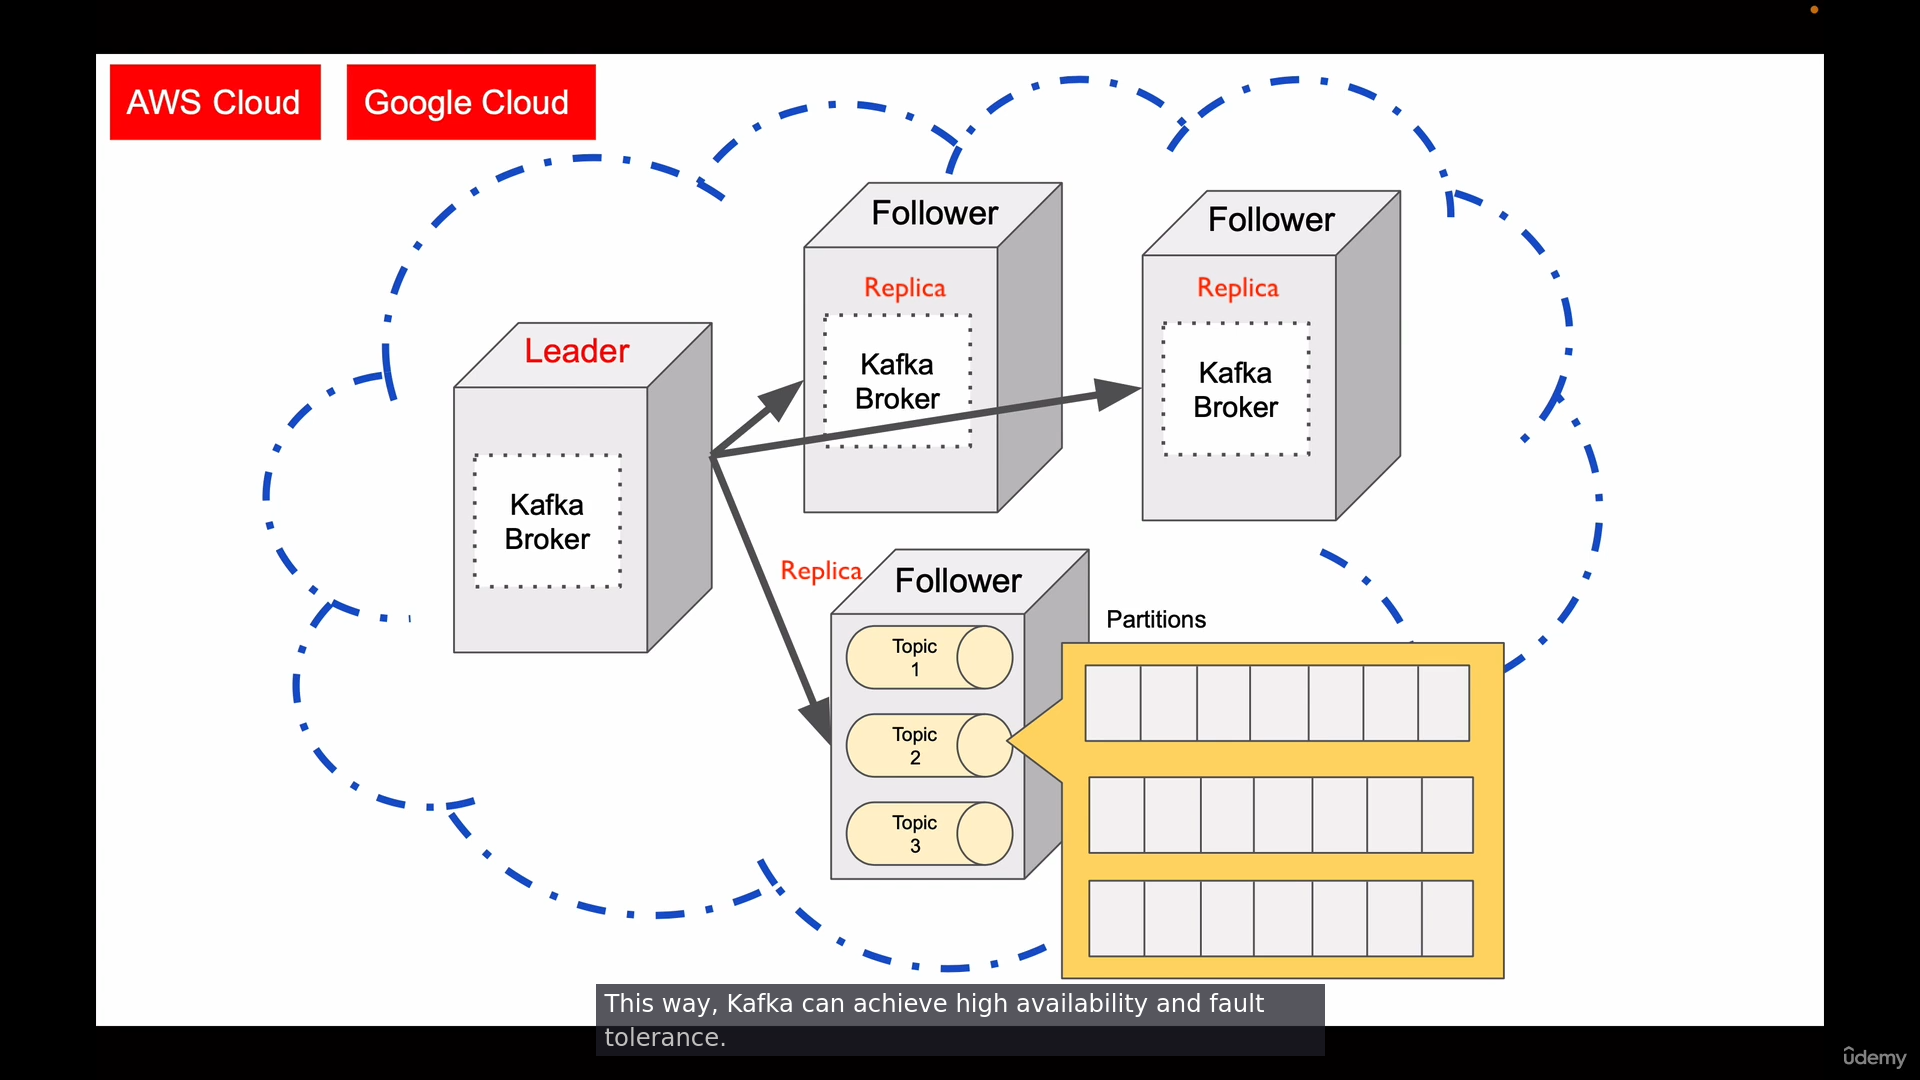 AWS Cloud
Google Cloud
Follower
Follower
Replica
Replica
Kafka
Broker
Kafka
Broker
Leader
Kafka
Broker
Replica
Follower
Partitions
Topic
1
Topic
2
Topic
3
This way, Kafka can achieve high availability and fault
tolerance.
ûdemy